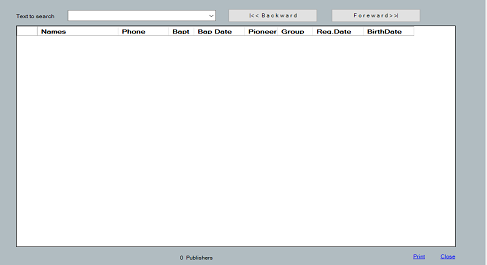 Text to search |<< Backward Foreward >>|
Names Phone Bapt Bap Date Pioneer Group Reg.Date BirthDate
0 Publishers Print Close